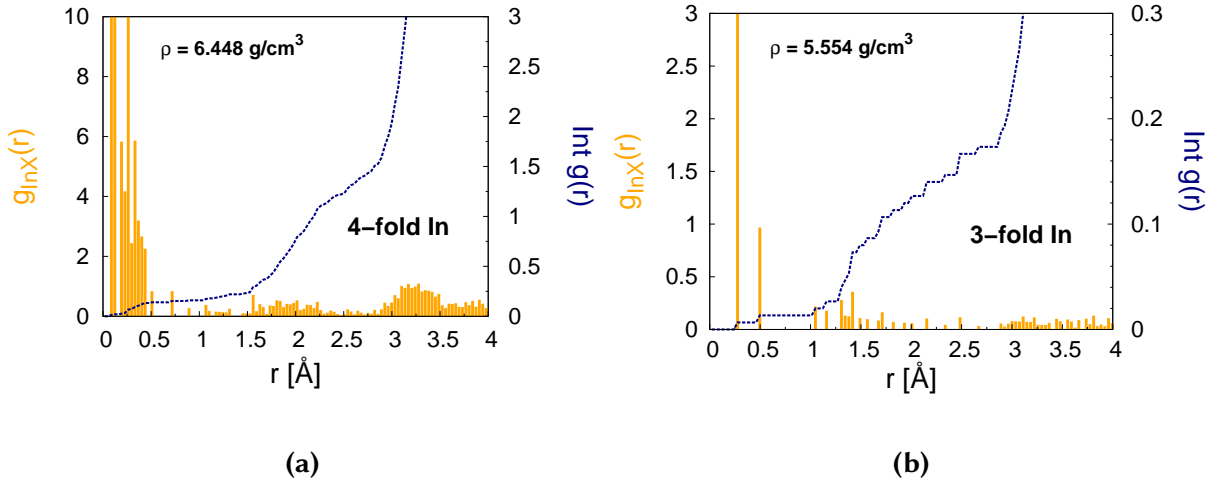 10
8
6
4
2
0
g_InX(r)
ρ = 6.448 g/cm³
4−fold In
3
2.5
2
1.5
1
0.5
0
Int g(r)
0 0.5 1 1.5 2 2.5 3 3.5 4
r [Å]
(a)
3
2.5
2
1.5
1
0.5
0
g_InX(r)
ρ = 5.554 g/cm³
3−fold In
0.3
0.2
0.1
0
Int g(r)
0 0.5 1 1.5 2 2.5 3 3.5 4
r [Å]
(b)